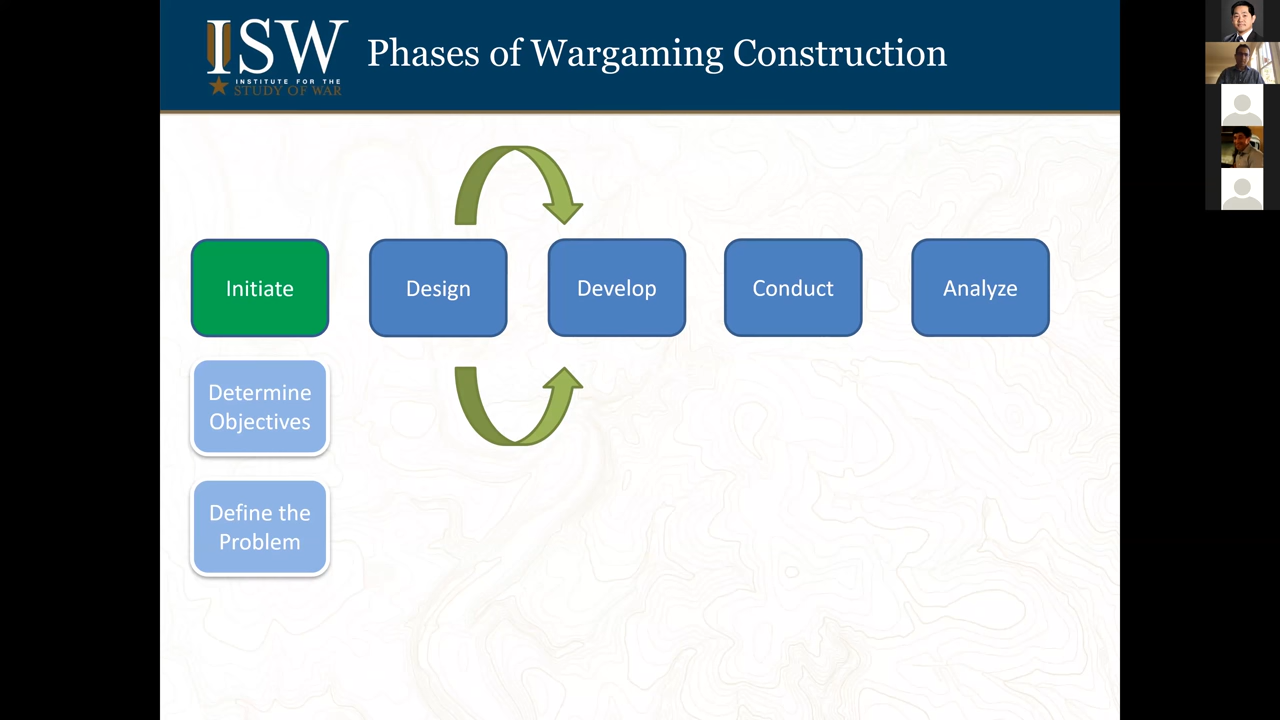 ISW
INSTITUTE FOR THE
STUDY OF WAR
Phases of Wargaming Construction
Initiate
Design
Develop
Conduct
Analyze
Determine
Objectives
Define the
Problem